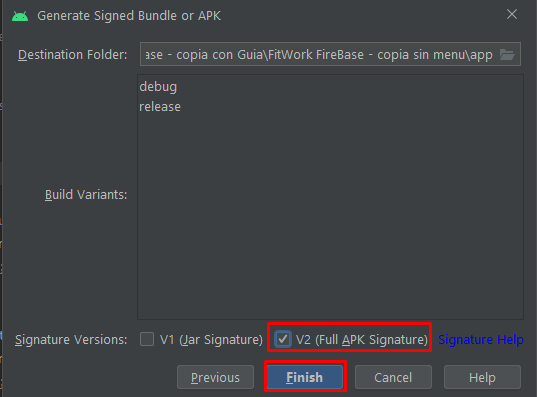 Generate Signed Bundle or APK
Destination Folder: ase - copia con Guia\FitWork FireBase - copia sin menu\app
debug
release
Build Variants:
Signature Versions: V1 (Jar Signature) V2 (Full APK Signature) Signature Help
Previous Finish Cancel Help